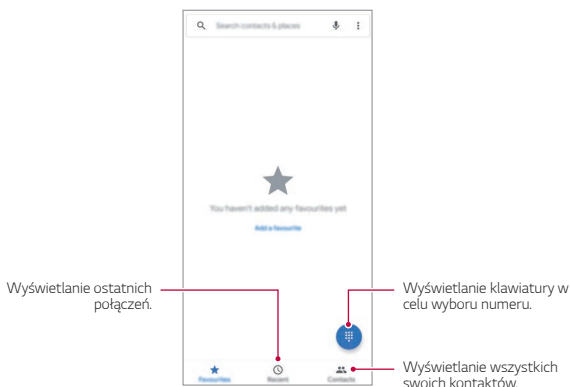 Search contacts & places
You haven't added any favourites yet
Add a favourite
Wyświetlanie ostatnich
połączeń.
Wyświetlanie klawiatury w
celu wyboru numeru.
Favourites
Recent
Contacts
Wyświetlanie wszystkich
swoich kontaktów.